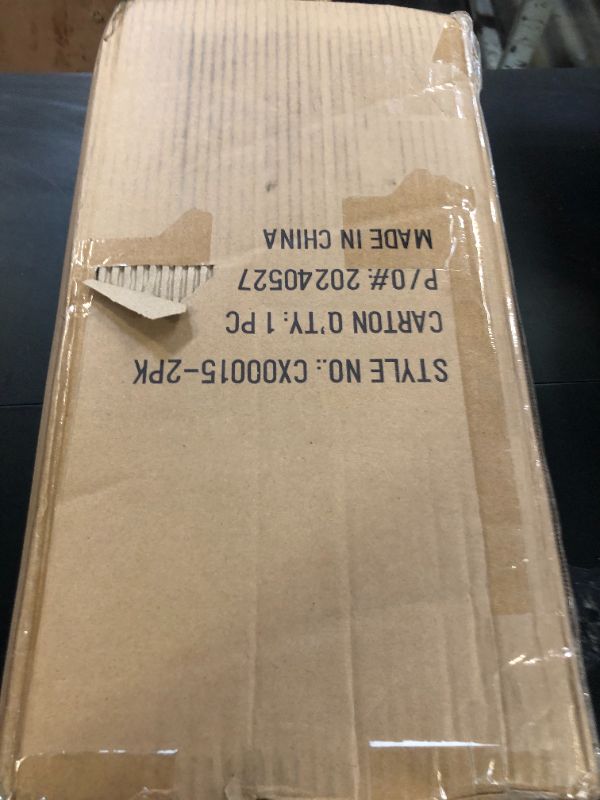 STYLE NO.: CX00015-2PK
CARTON Q'TY: 1 PC
P/O#: 20240527
MADE IN CHINA